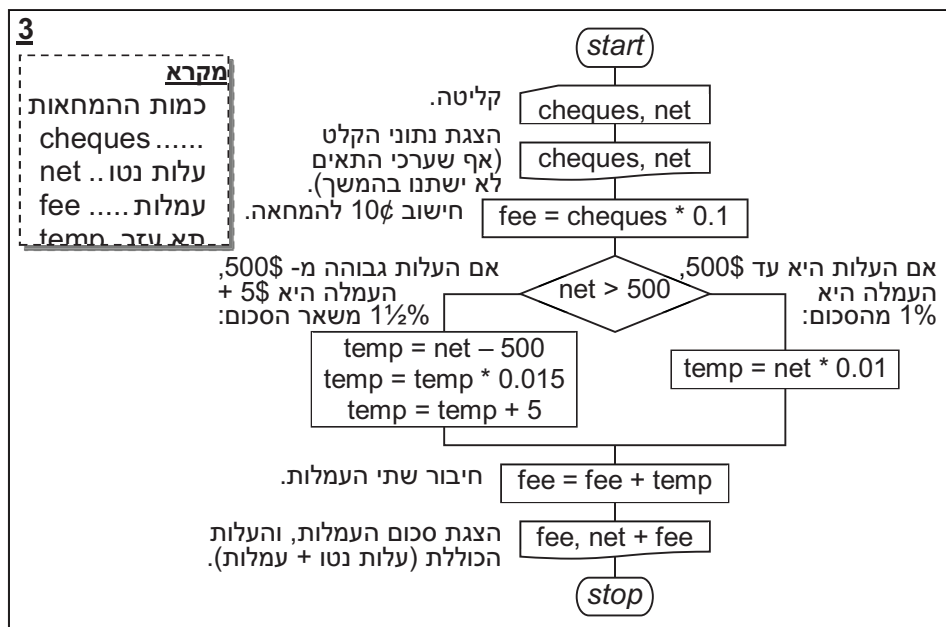 3
מקרא
כמות ההמחאות
cheques ......
עלות נטו .. net
עמלות ..... fee
תא עזר temp
start
קליטה.
cheques, net
הצגת נתוני הקלט
(אף שערכי התאים
לא ישתנו בהמשך).
cheques, net
חישוב 10¢ להמחאה.
fee = cheques * 0.1
אם העלות גבוהה מ- 500$,
העמלה היא 5$ +
1½% משאר הסכום:
net > 500
אם העלות היא עד 500$,
העמלה היא
1% מהסכום:
temp = net – 500
temp = temp * 0.015
temp = temp + 5
temp = net * 0.01
חיבור שתי העמלות.
fee = fee + temp
הצגת סכום העמלות, והעלות
הכוללת (עלות נטו + עמלות).
fee, net + fee
stop